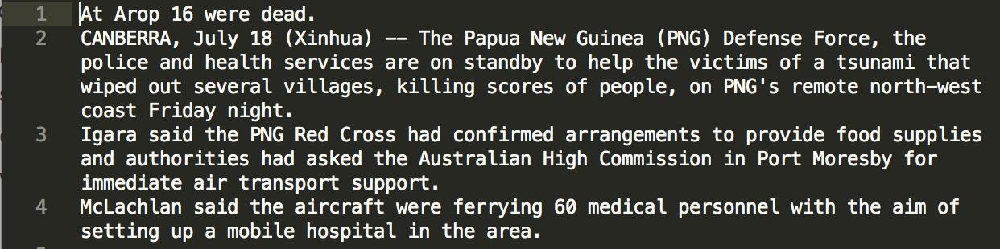 1 At Arop 16 were dead.
2 CANBERRA, July 18 (Xinhua) -- The Papua New Guinea (PNG) Defense Force, the
police and health services are on standby to help the victims of a tsunami that
wiped out several villages, killing scores of people, on PNG's remote north-west
coast Friday night.
3 Igara said the PNG Red Cross had confirmed arrangements to provide food supplies
and authorities had asked the Australian High Commission in Port Moresby for
immediate air transport support.
4 McLachlan said the aircraft were ferrying 60 medical personnel with the aim of
setting up a mobile hospital in the area.